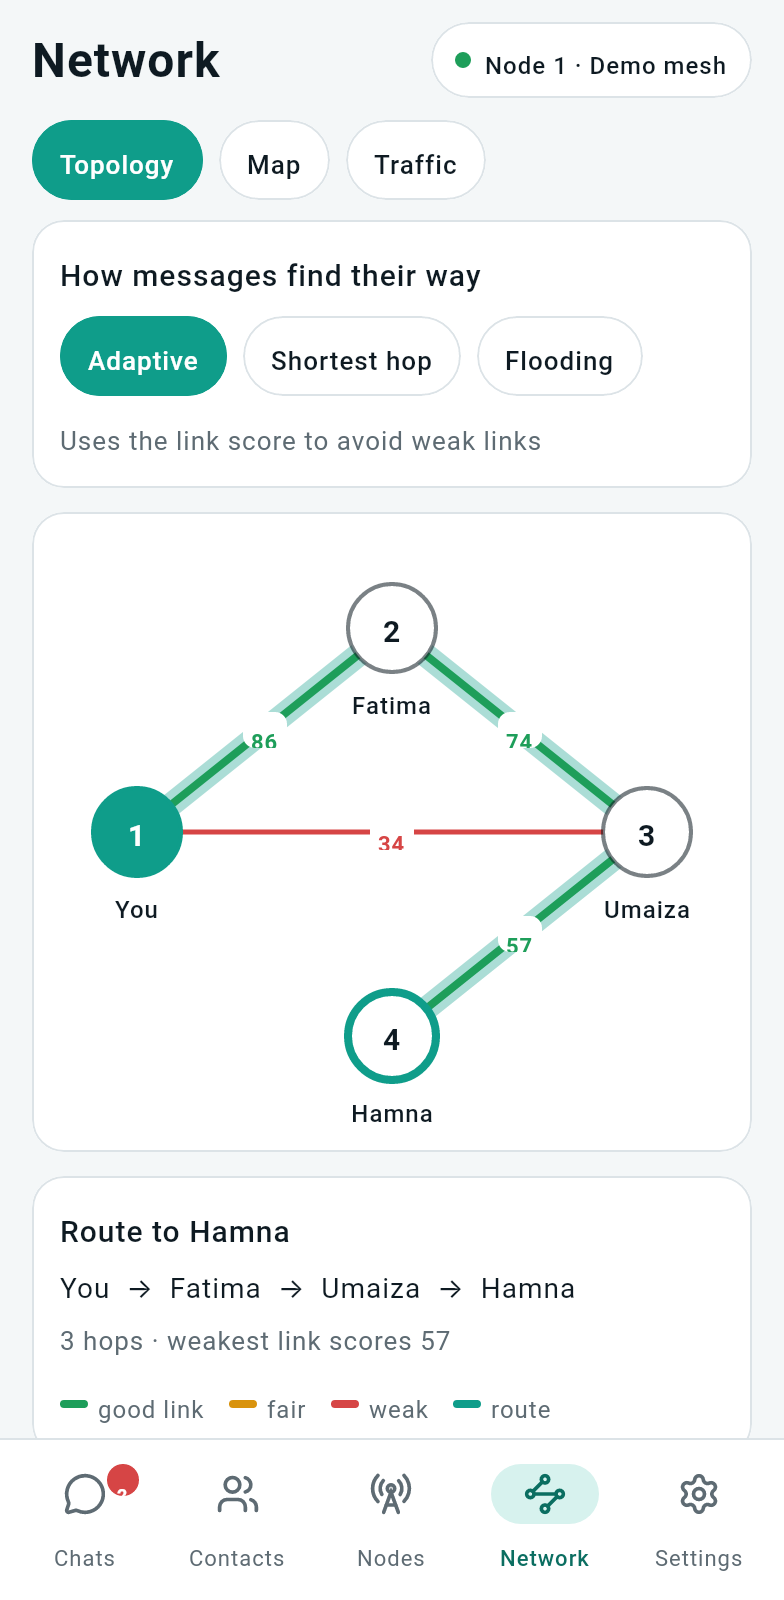 Network
Node 1 · Demo mesh
Topology Map Traffic
How messages find their way
Adaptive Shortest hop Flooding
Uses the link score to avoid weak links
2
Fatima
86 74
1 3
34
You Umaiza
57
4
Hamna
Route to Hamna
You → Fatima → Umaiza → Hamna
3 hops · weakest link scores 57
good link fair weak route
Chats Contacts Nodes Network Settings